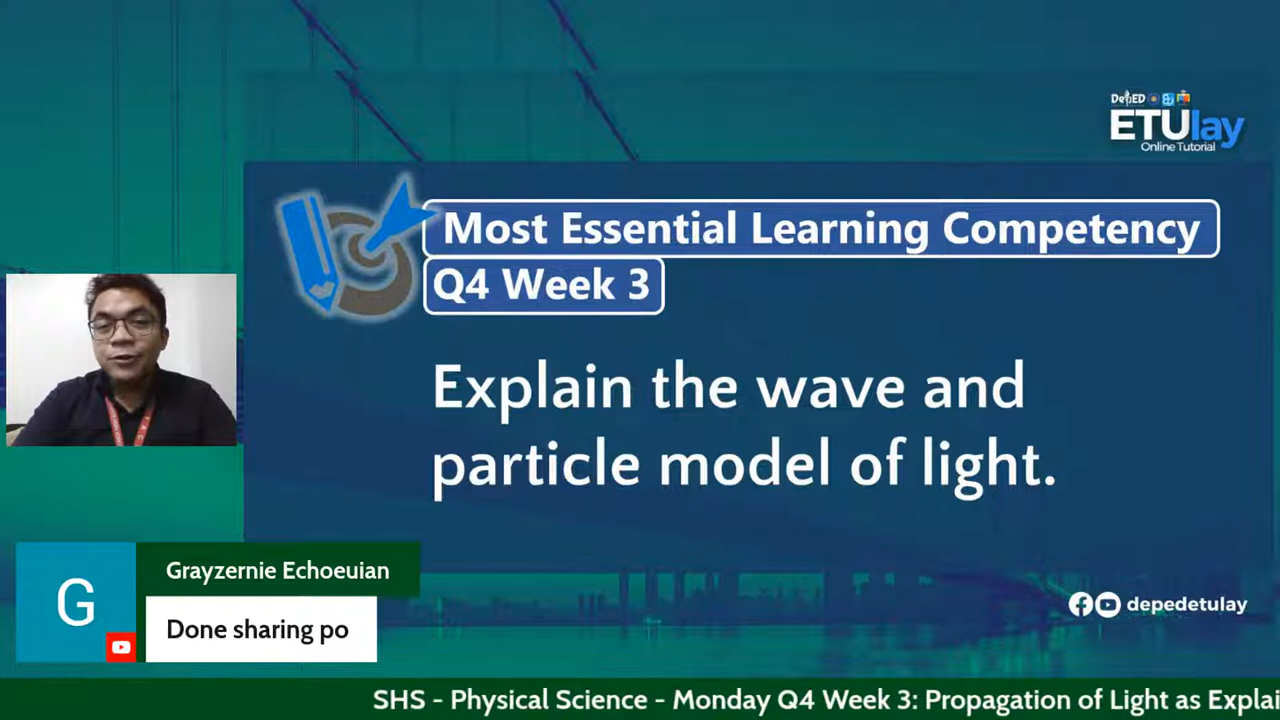 DepED
ETUlay
Online Tutorial
Most Essential Learning Competency
Q4 Week 3
Explain the wave and
particle model of light.
G
Grayzernie Echoeuian
Done sharing po
depedetulay
SHS - Physical Science - Monday Q4 Week 3: Propagation of Light as Explai